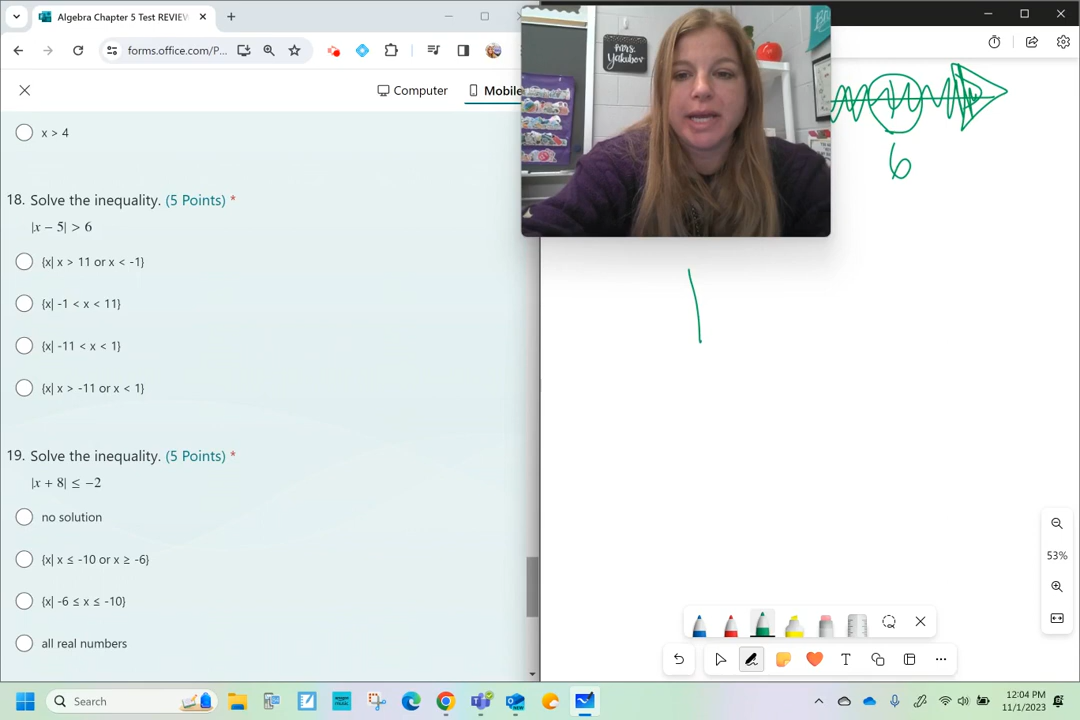 Algebra Chapter 5 Test REVIEW
forms.office.com/P...
Computer
Mobile
x > 4
18. Solve the inequality. (5 Points) *
|x − 5| > 6
{x| x > 11 or x < -1}
{x| -1 < x < 11}
{x| -11 < x < 1}
{x| x > -11 or x < 1}
19. Solve the inequality. (5 Points) *
|x + 8| ≤ −2
no solution
{x| x ≤ -10 or x ≥ -6}
{x| -6 ≤ x ≤ -10}
all real numbers
Mrs.
Yakubov
6
53%
Search
12:04 PM
11/1/2023